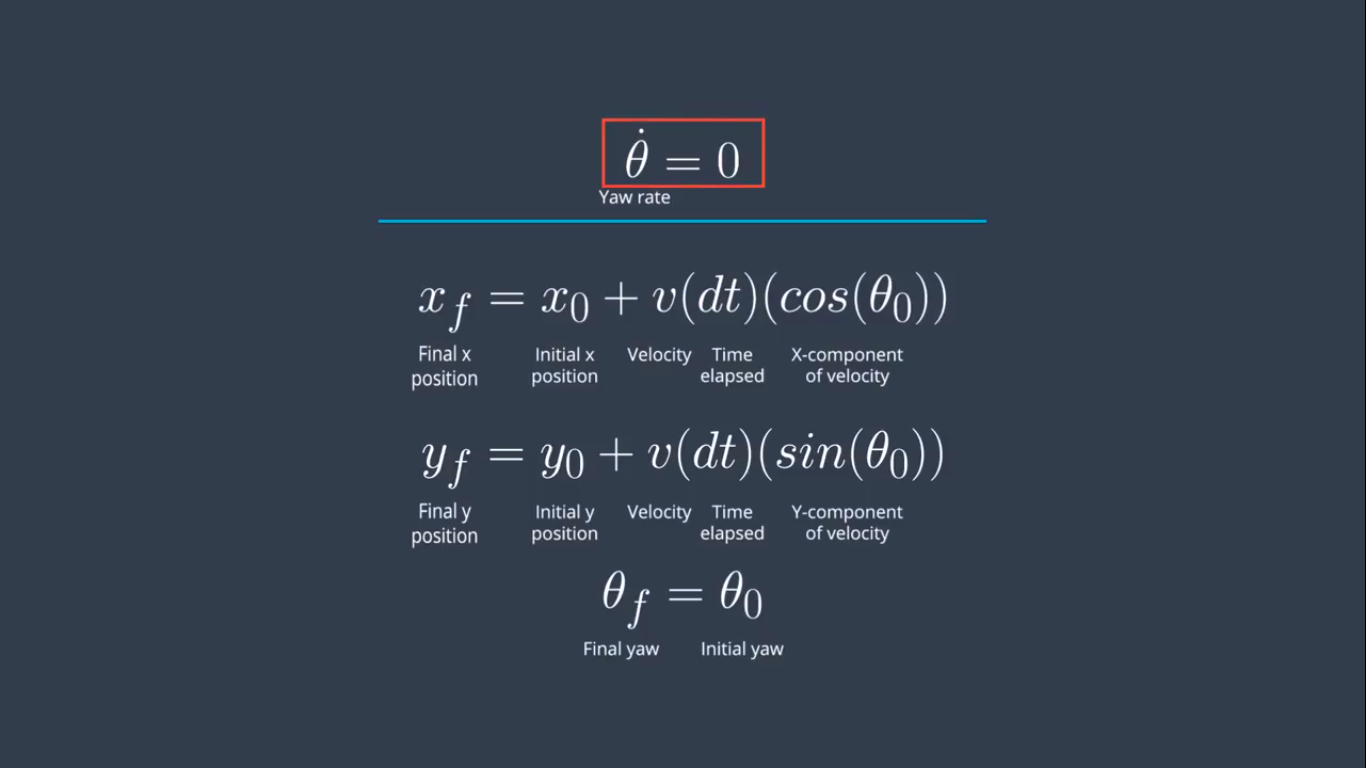 θ̇ = 0
Yaw rate
x_f = x_0 + v(dt)(cos(θ_0))
Final x position Initial x position Velocity Time elapsed X-component of velocity
y_f = y_0 + v(dt)(sin(θ_0))
Final y position Initial y position Velocity Time elapsed Y-component of velocity
θ_f = θ_0
Final yaw Initial yaw